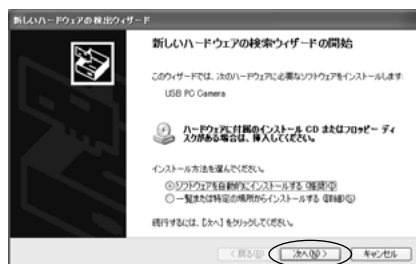 新しいハードウェアの検出ウィザード
新しいハードウェアの検索ウィザードの開始
このウィザードでは、次のハードウェアに必要なソフトウェアをインストールします:
USB PC Camera
ハードウェアに付属のインストール CD またはフロッピー ディ
スクがある場合は、挿入してください。
インストール方法を選んでください。
ソフトウェアを自動的にインストールする (推奨)(I)
一覧または特定の場所からインストールする (詳細)(S)
続行するには、[次へ] をクリックしてください。
< 戻る(B)
次へ(N) >
キャンセル